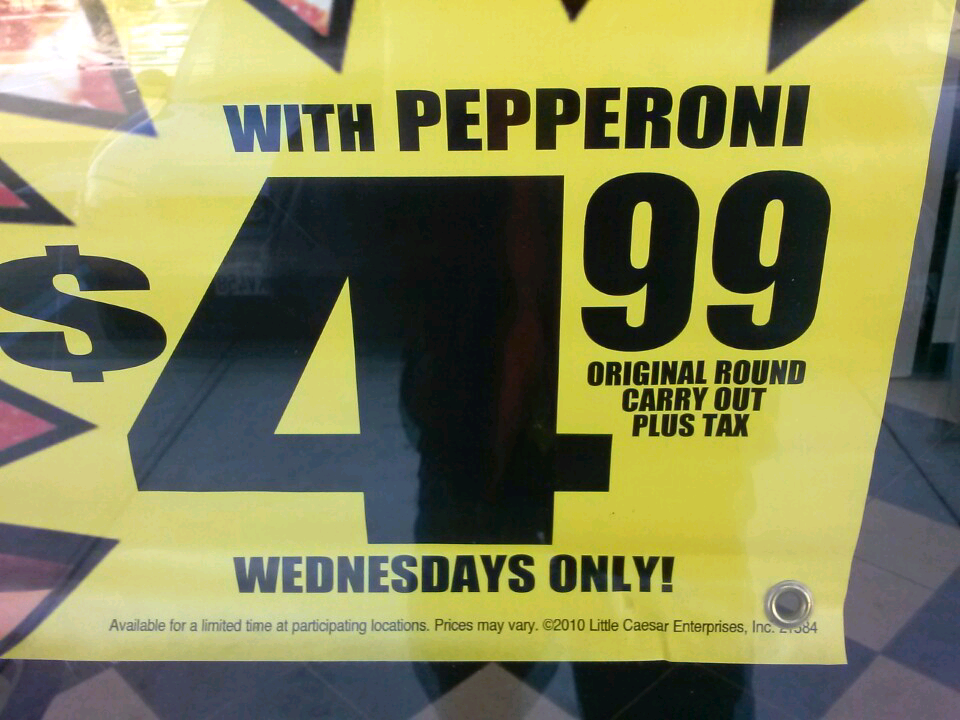 WITH PEPPERONI
$4 99
ORIGINAL ROUND
CARRY OUT
PLUS TAX
WEDNESDAYS ONLY!
Available for a limited time at participating locations. Prices may vary. ©2010 Little Caesar Enterprises, Inc.